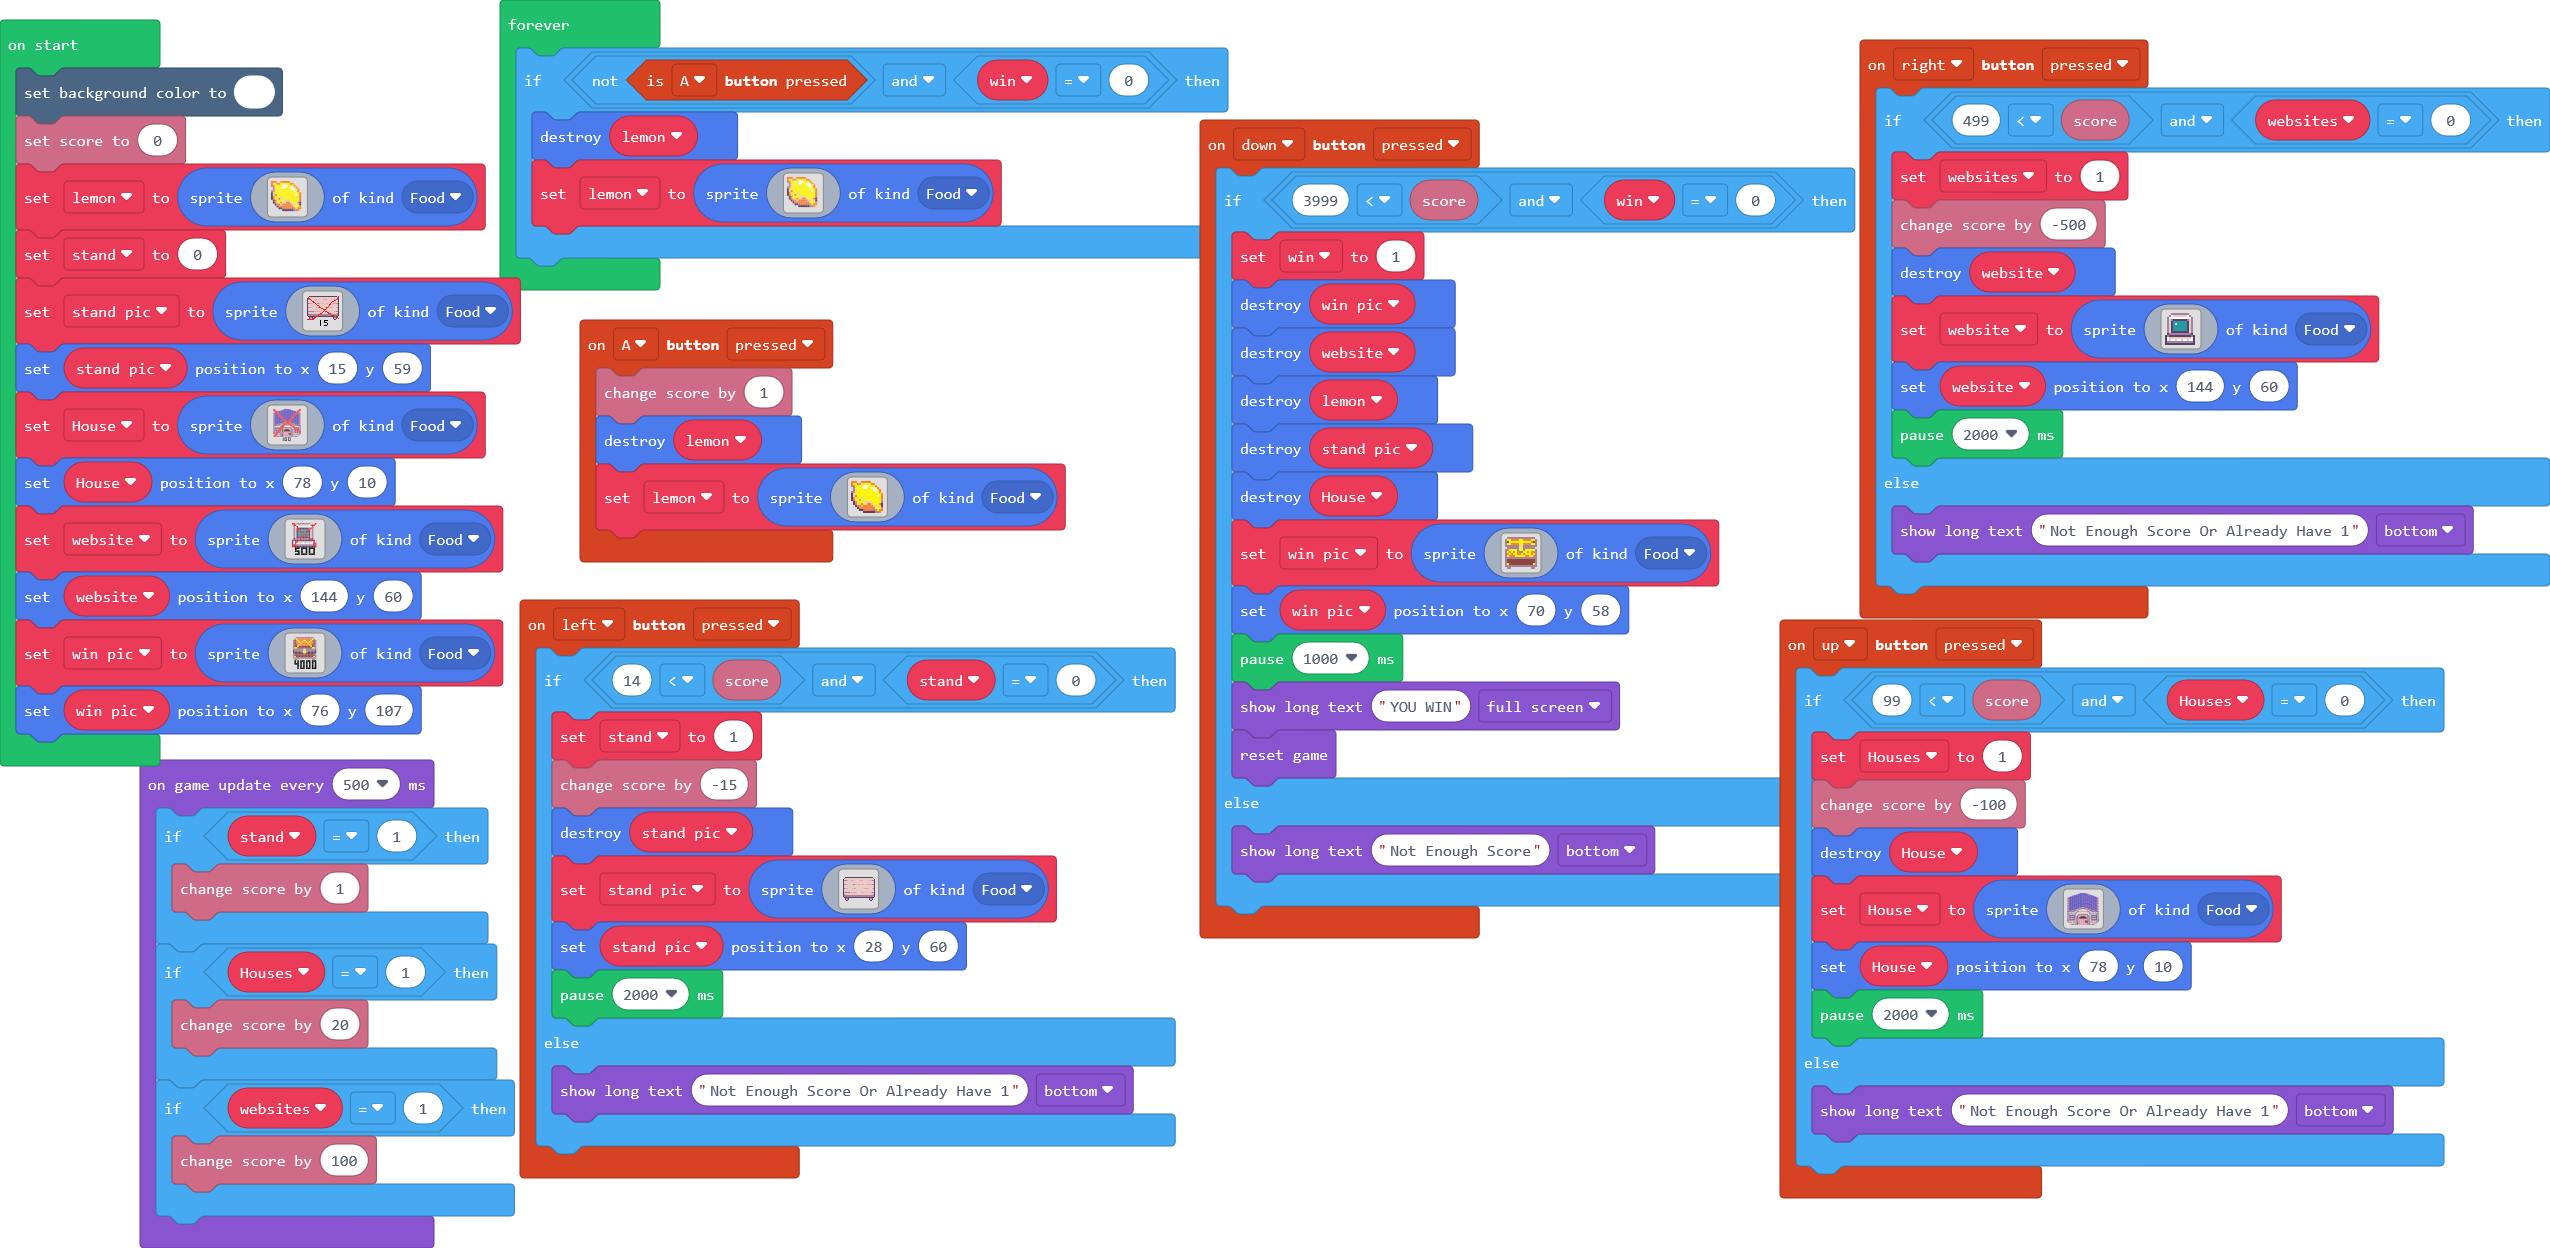 on start
set background color to
set score to 0
set lemon to sprite of kind Food
set stand to 0
set stand pic to sprite 15 of kind Food
set stand pic position to x 15 y 59
set House to sprite 100 of kind Food
set House position to x 78 y 10
set website to sprite 500 of kind Food
set website position to x 144 y 60
set win pic to sprite 4000 of kind Food
set win pic position to x 76 y 107
on game update every 500 ms
if stand = 1 then
change score by 1
if Houses = 1 then
change score by 20
if websites = 1 then
change score by 100
forever
if not is A button pressed and win = 0 then
destroy lemon
set lemon to sprite of kind Food
on A button pressed
change score by 1
destroy lemon
set lemon to sprite of kind Food
on left button pressed
if 14 < score and stand = 0 then
set stand to 1
change score by -15
destroy stand pic
set stand pic to sprite of kind Food
set stand pic position to x 28 y 60
pause 2000 ms
else
show long text "Not Enough Score Or Already Have 1" bottom
on down button pressed
if 3999 < score and win = 0 then
set win to 1
destroy win pic
destroy website
destroy lemon
destroy stand pic
destroy House
set win pic to sprite of kind Food
set win pic position to x 70 y 58
pause 1000 ms
show long text "YOU WIN" full screen
reset game
else
show long text "Not Enough Score" bottom
on right button pressed
if 499 < score and websites = 0 then
set websites to 1
change score by -500
destroy website
set website to sprite of kind Food
set website position to x 144 y 60
pause 2000 ms
else
show long text "Not Enough Score Or Already Have 1" bottom
on up button pressed
if 99 < score and Houses = 0 then
set Houses to 1
change score by -100
destroy House
set House to sprite of kind Food
set House position to x 78 y 10
pause 2000 ms
else
show long text "Not Enough Score Or Already Have 1" bottom